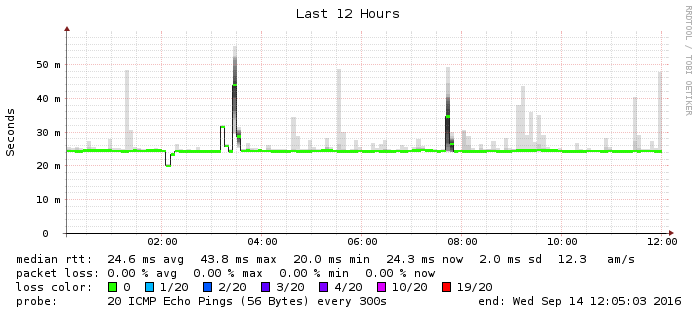 Last 12 Hours
RRDTOOL / TOBI OETIKER
Seconds
50 m
40 m
30 m
20 m
10 m
0
02:00 04:00 06:00 08:00 10:00 12:00
median rtt: 24.6 ms avg 43.8 ms max 20.0 ms min 24.3 ms now 2.0 ms sd 12.3 am/s
packet loss: 0.00 % avg 0.00 % max 0.00 % min 0.00 % now
loss color: 0 1/20 2/20 3/20 4/20 10/20 19/20
probe: 20 ICMP Echo Pings (56 Bytes) every 300s end: Wed Sep 14 12:05:03 2016